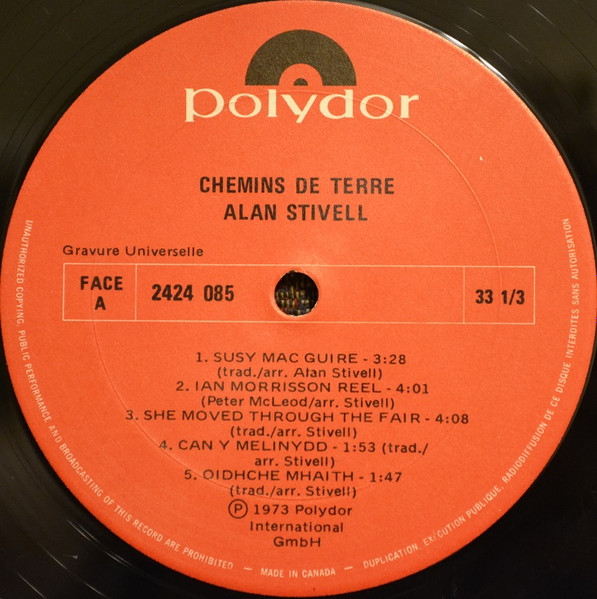 polydor
CHEMINS DE TERRE
ALAN STIVELL
Gravure Universelle
FACE A
2424 085
33 1/3
1. SUSY MAC GUIRE - 3:28
(trad./arr. Alan Stivell)
2. IAN MORRISSON REEL - 4:01
(Peter McLeod/arr. Stivell)
3. SHE MOVED THROUGH THE FAIR - 4:08
(trad./arr. Stivell)
4. CAN Y MELINYDD - 1:53 (trad./
arr. Stivell)
5. OIDHCHE MHAITH - 1:47
(trad./arr. Stivell)
Ⓟ 1973 Polydor
International
GmbH
UNAUTHORIZED COPYING, PUBLIC PERFORMANCE AND BROADCASTING OF THIS RECORD ARE PROHIBITED – MADE IN CANADA – DUPLICATION, EXÉCUTION PUBLIQUE, RADIODIFFUSION DE CE DISQUE INTERDITES SANS AUTORISATION